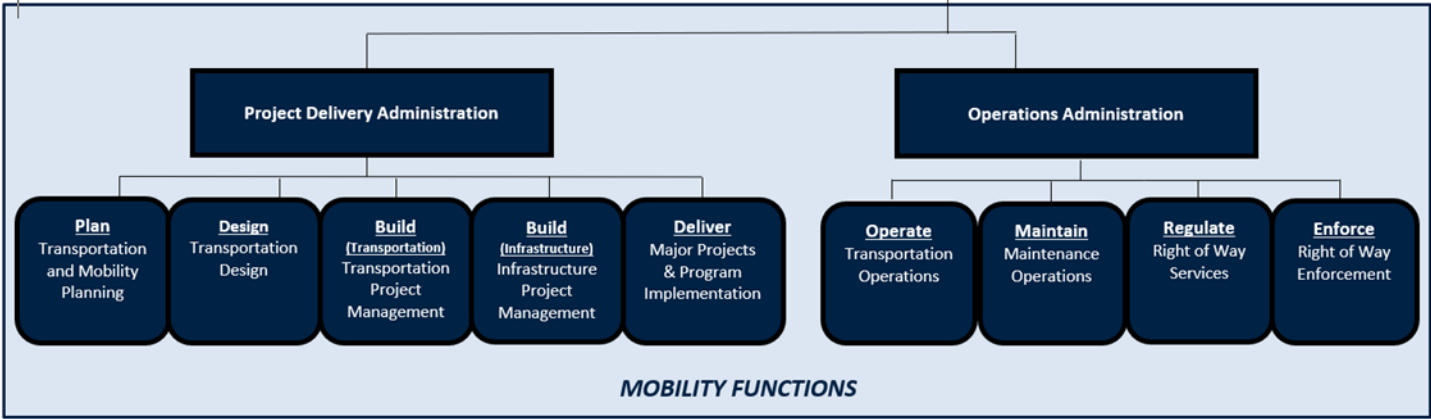 Project Delivery Administration
Operations Administration
Plan
Transportation
and Mobility
Planning
Design
Transportation
Design
Build
(Transportation)
Transportation
Project
Management
Build
(Infrastructure)
Infrastructure
Project
Management
Deliver
Major Projects
& Program
Implementation
Operate
Transportation
Operations
Maintain
Maintenance
Operations
Regulate
Right of Way
Services
Enforce
Right of Way
Enforcement
MOBILITY FUNCTIONS